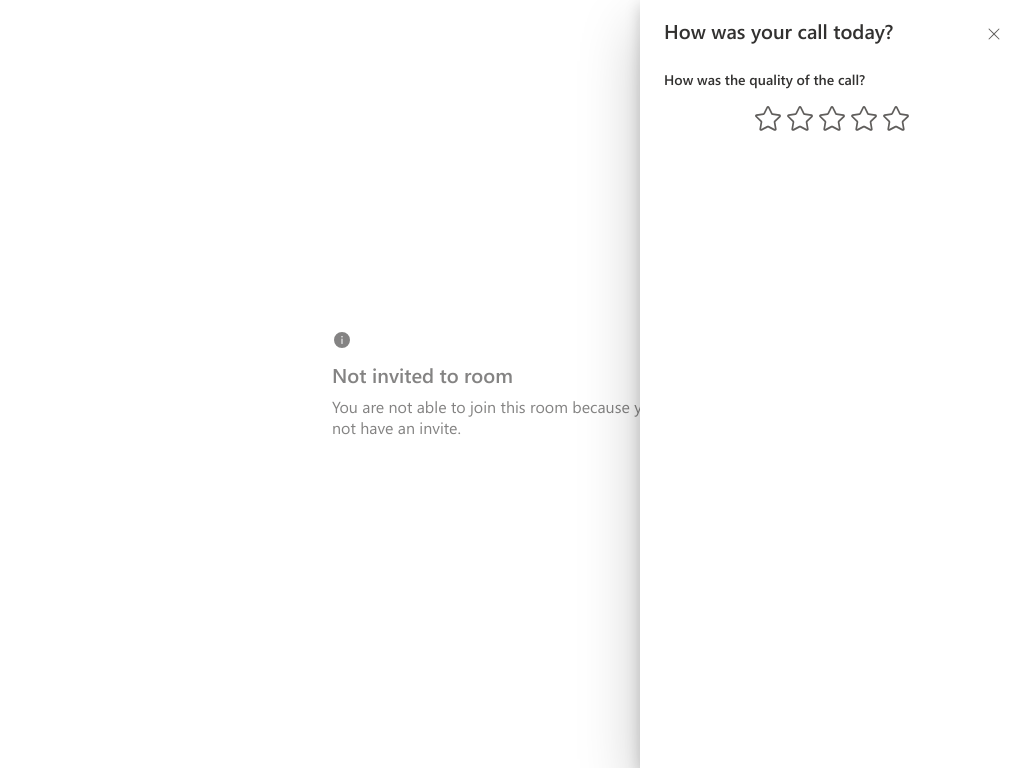 How was your call today?
How was the quality of the call?
Not invited to room
You are not able to join this room because
not have an invite.